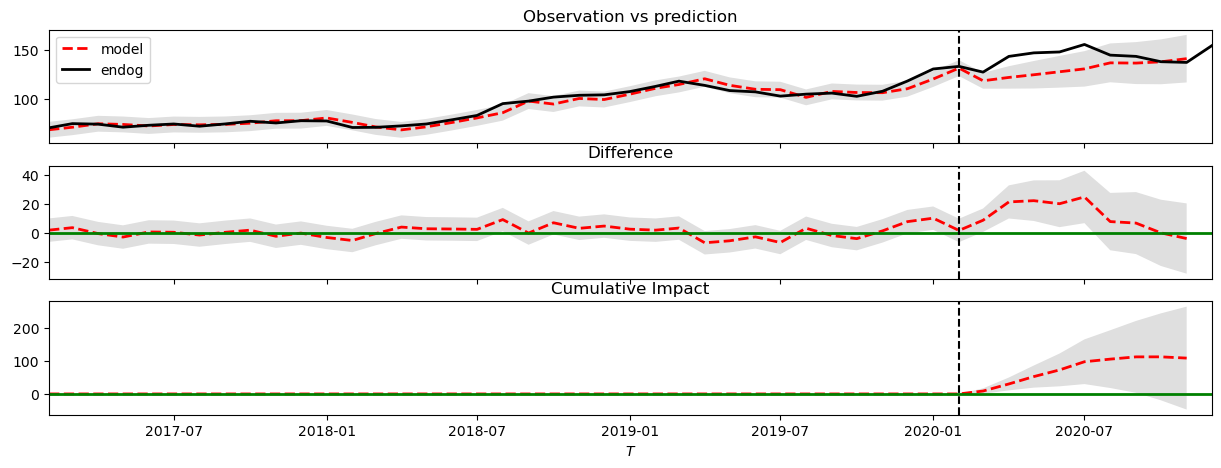 Observation vs prediction
model
endog
150
100
Difference
40
20
0
−20
Cumulative Impact
200
100
0
2017-07 2018-01 2018-07 2019-01 2019-07 2020-01 2020-07
T